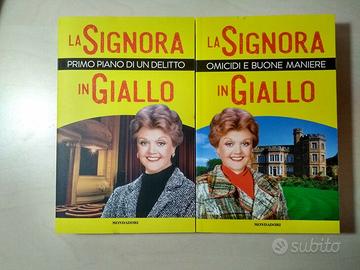 LA SIGNORA
PRIMO PIANO DI UN DELITTO
IN GIALLO
MONDADORI
LA SIGNORA
OMICIDI E BUONE MANIERE
IN GIALLO
MONDADORI
subito